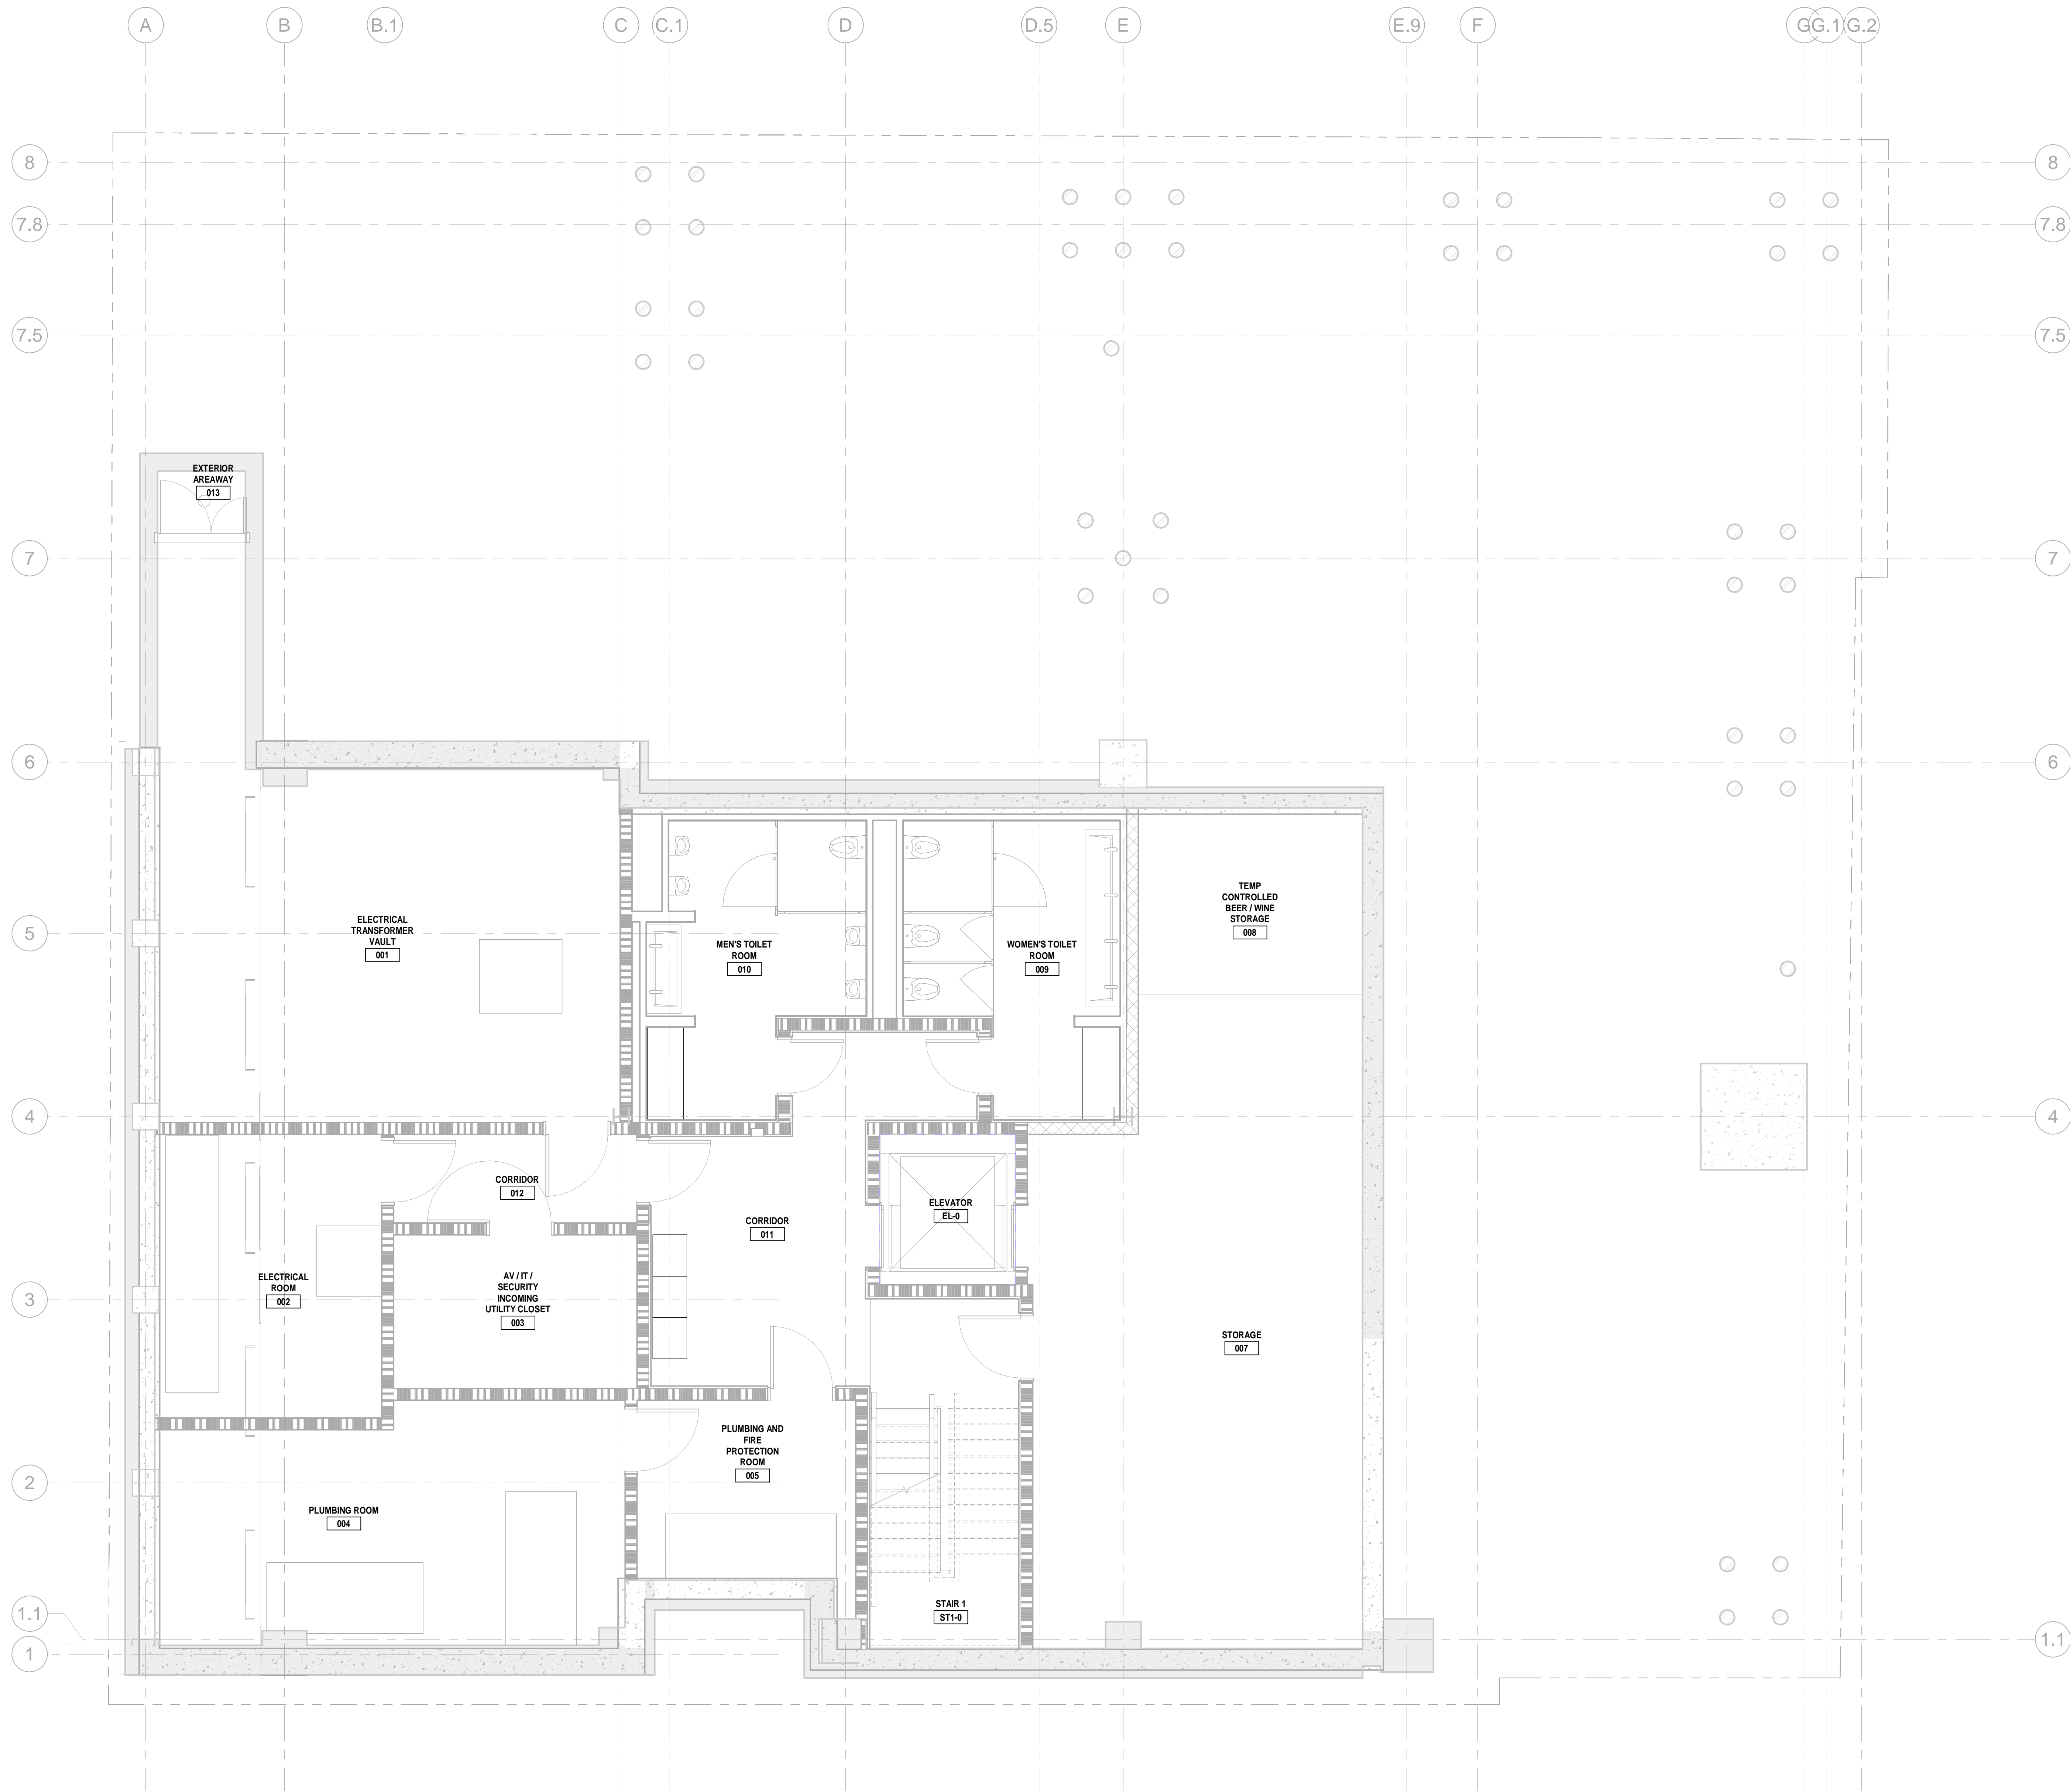 A B B.1 C C.1 D D.5 E E.9 F G G.1 G.2
8 8
7.8 7.8
7.5 7.5
EXTERIOR
AREAWAY
013
7 7
6 6
TEMP
CONTROLLED
BEER / WINE
STORAGE
008
ELECTRICAL
TRANSFORMER
VAULT
001
5
MEN'S TOILET
ROOM
010
WOMEN'S TOILET
ROOM
009
4 4
CORRIDOR
012
ELEVATOR
EL-0
CORRIDOR
011
ELECTRICAL
ROOM
002
AV / IT /
SECURITY
INCOMING
UTILITY CLOSET
003
3
STORAGE
007
PLUMBING AND
FIRE
PROTECTION
ROOM
005
2
PLUMBING ROOM
004
STAIR 1
ST1-0
1.1 1.1
1